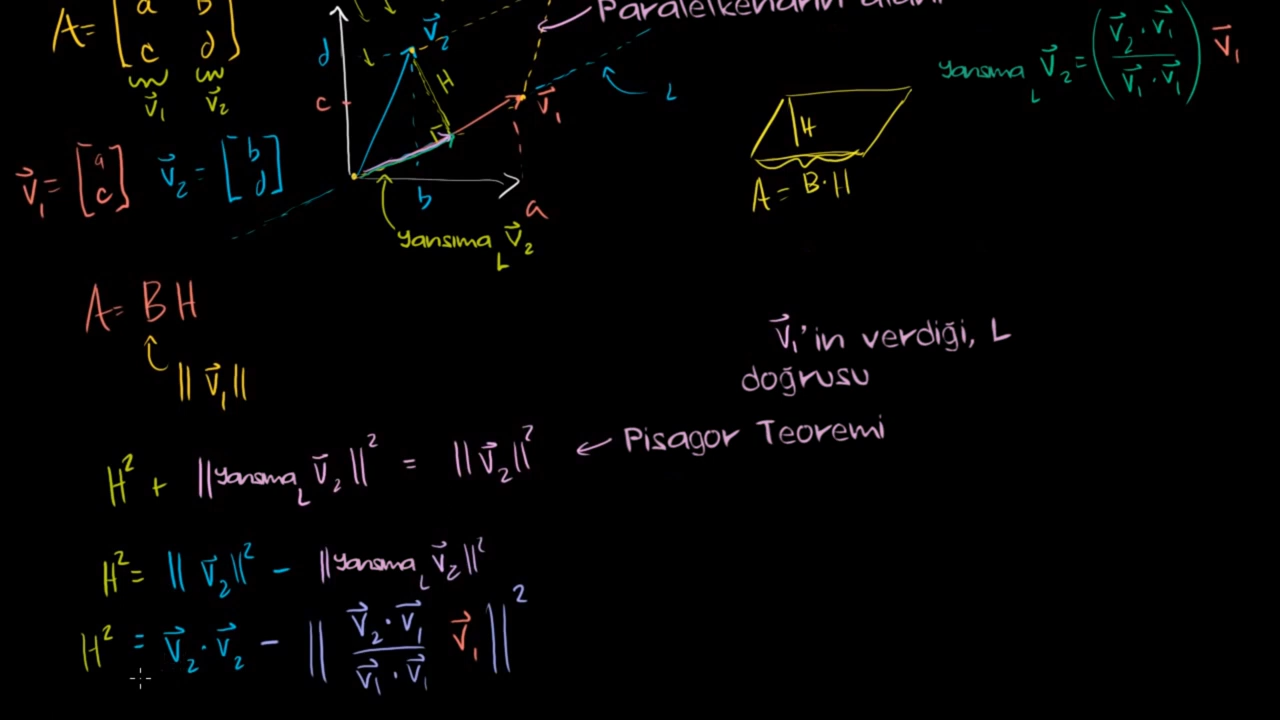 Paralelkenarın alanı
A = [a b
c d]
v⃗₁ v⃗₂
v⃗₁ = [a
c] v⃗₂ = [b
d]
d
c
b
a
v⃗₂
H
v⃗₁
L
Yansıma_L v⃗₂
Yansıma_L v⃗₂ = (v⃗₂ · v⃗₁ / v⃗₁ · v⃗₁) v⃗₁
H
A = B·H
A = BH
||v⃗₁||
v⃗₁'in verdiği, L
doğrusu
H² + ||Yansıma_L v⃗₂||² = ||v⃗₂||² ← Pisagor Teoremi
H² = ||v⃗₂||² − ||Yansıma_L v⃗₂||²
H² = v⃗₂ · v⃗₂ − ||(v⃗₂ · v⃗₁ / v⃗₁ · v⃗₁) v⃗₁||²